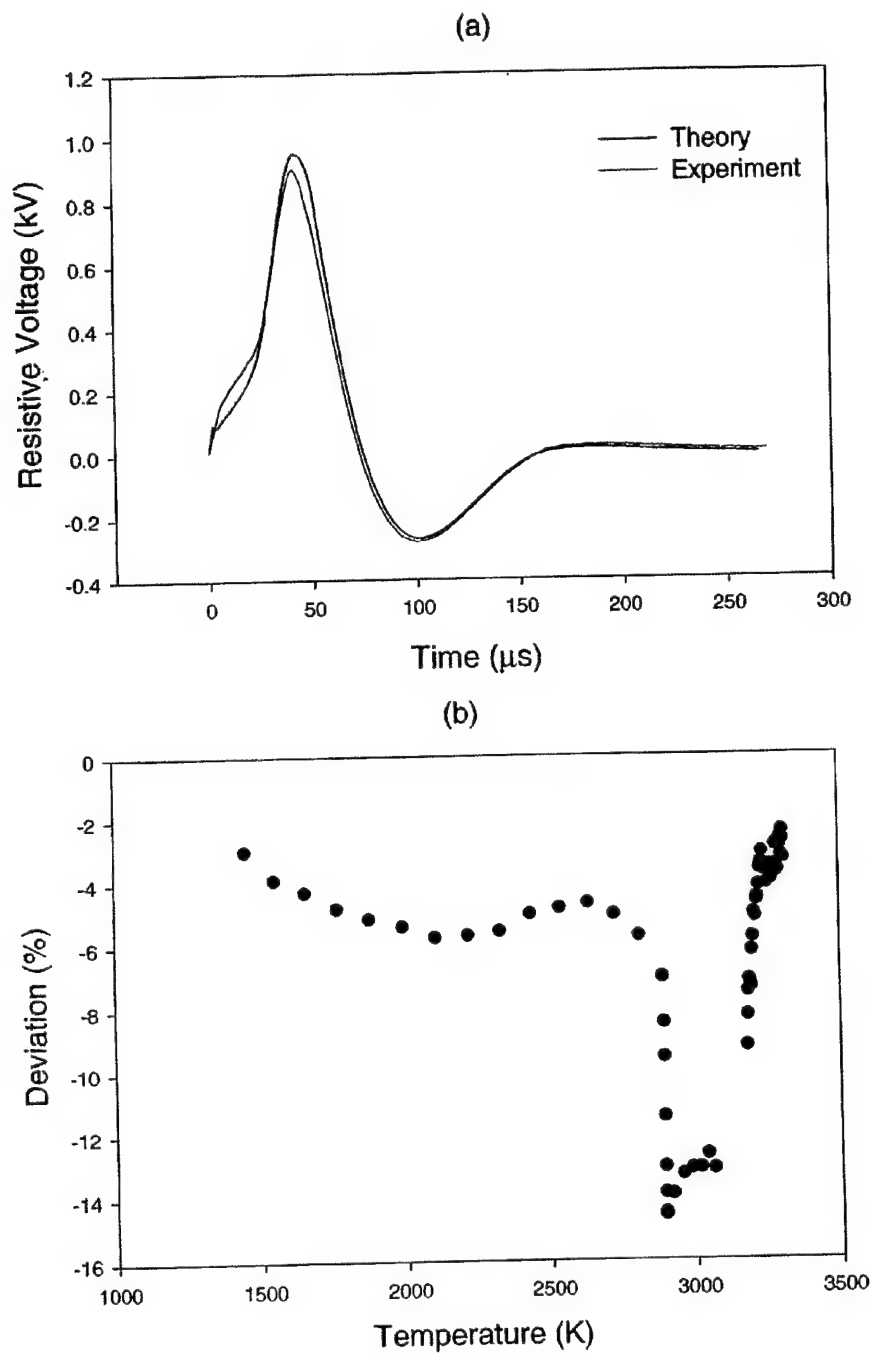 (a)
1.2
1.0
0.8
0.6
0.4
0.2
0.0
-0.2
-0.4
Resistive Voltage (kV)
Theory
Experiment
0 50 100 150 200 250 300
Time (μs)
(b)
0
-2
-4
-6
-8
-10
-12
-14
-16
Deviation (%)
1000 1500 2000 2500 3000 3500
Temperature (K)